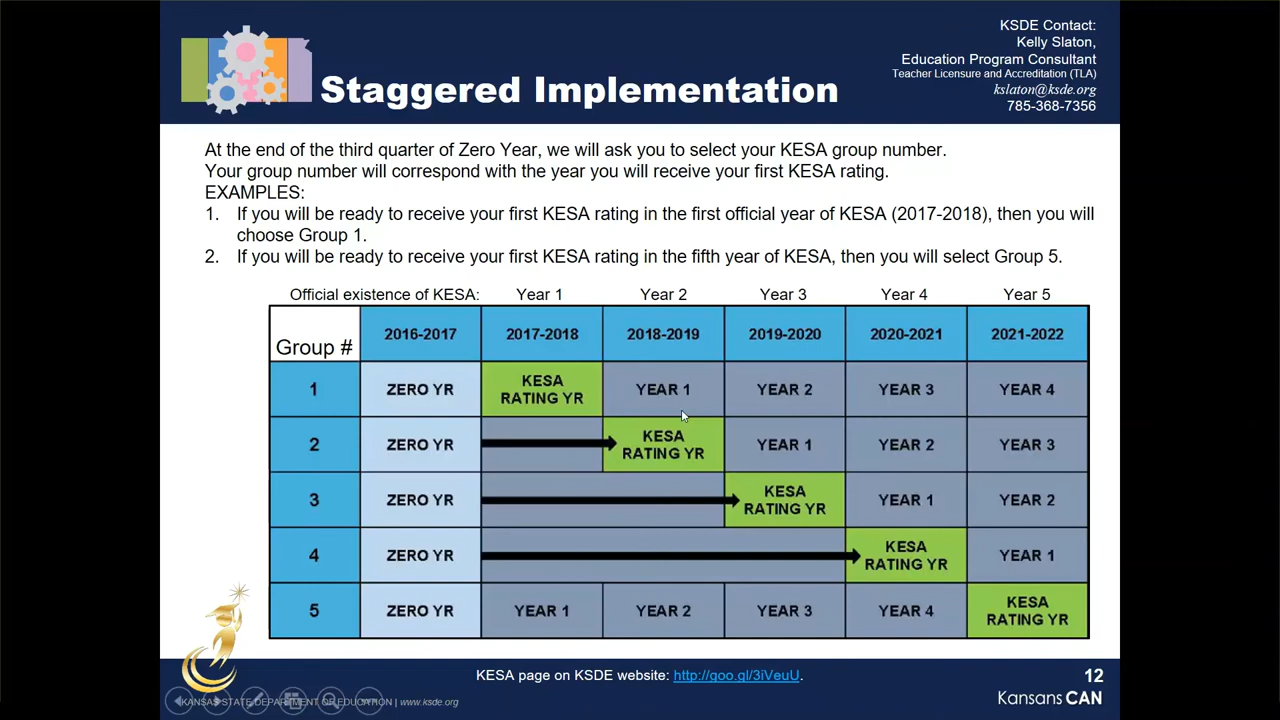 KSDE Contact:
Kelly Slaton,
Education Program Consultant
Teacher Licensure and Accreditation (TLA)
kslaton@ksde.org
785-368-7356
Staggered Implementation
At the end of the third quarter of Zero Year, we will ask you to select your KESA group number.
Your group number will correspond with the year you will receive your first KESA rating.
EXAMPLES:
1. If you will be ready to receive your first KESA rating in the first official year of KESA (2017-2018), then you will
choose Group 1.
2. If you will be ready to receive your first KESA rating in the fifth year of KESA, then you will select Group 5.
Official existence of KESA: Year 1 Year 2 Year 3 Year 4 Year 5
Group # 2016-2017 2017-2018 2018-2019 2019-2020 2020-2021 2021-2022
1 ZERO YR KESA RATING YR YEAR 1 YEAR 2 YEAR 3 YEAR 4
2 ZERO YR KESA RATING YR YEAR 1 YEAR 2 YEAR 3
3 ZERO YR KESA RATING YR YEAR 1 YEAR 2
4 ZERO YR KESA RATING YR YEAR 1
5 ZERO YR YEAR 1 YEAR 2 YEAR 3 YEAR 4 KESA RATING YR
KESA page on KSDE website: http://goo.gl/3iVeuU.
12
KANSAS STATE DEPARTMENT OF EDUCATION | www.ksde.org
KansansCAN